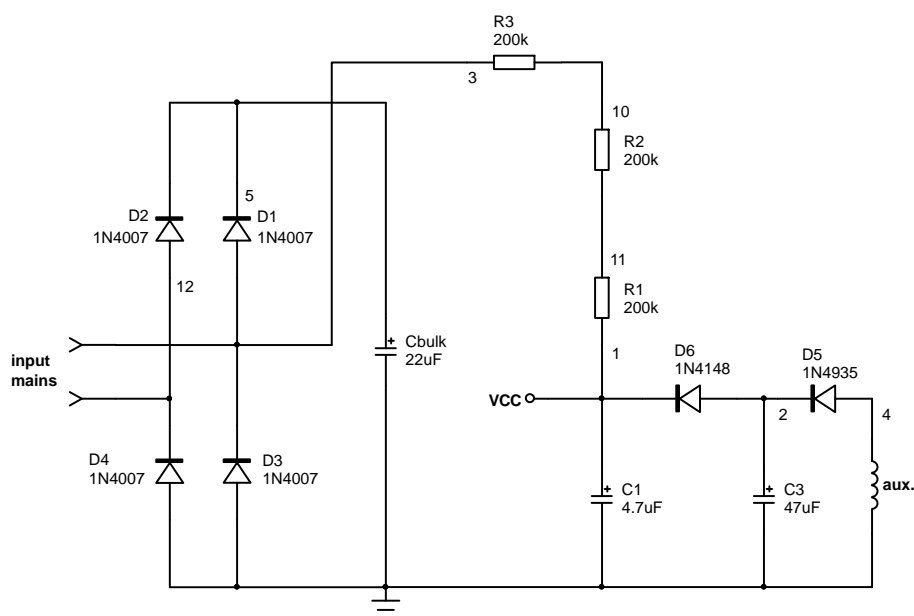 R3
200k
3
10
R2
200k
5
D2
1N4007
D1
1N4007
12
11
R1
200k
input
mains
Cbulk
22uF
+
1
D6
1N4148
D5
1N4935
VCC
2
4
D4
1N4007
D3
1N4007
+
C1
4.7uF
+
C3
47uF
aux.